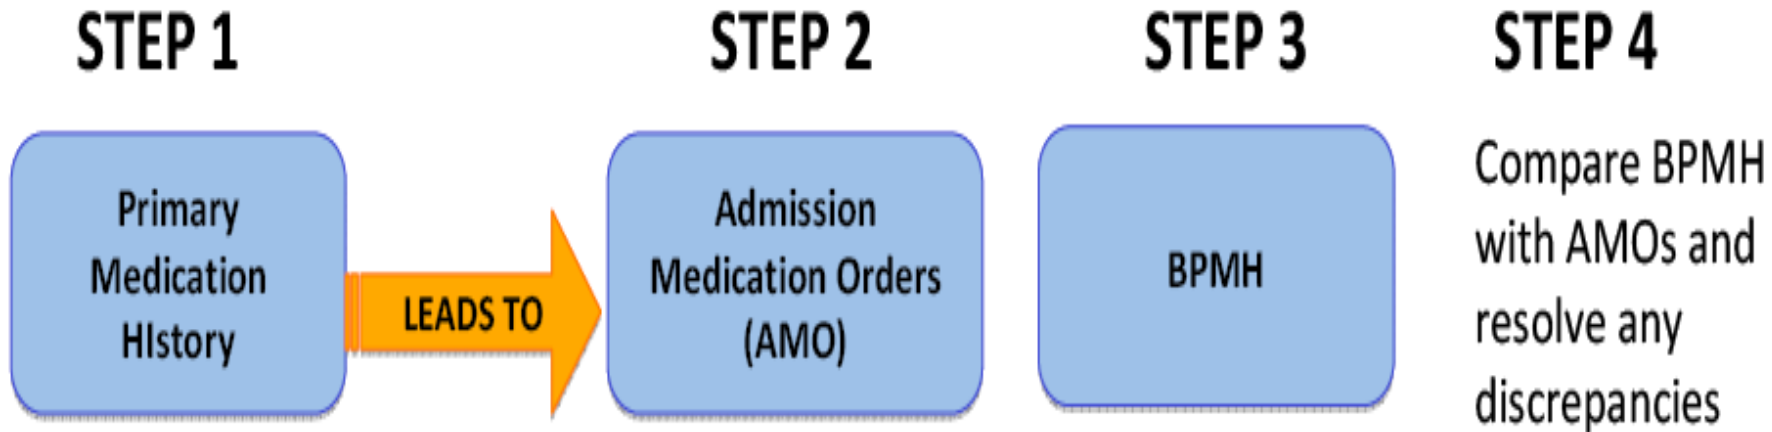 STEP 1
STEP 2
STEP 3
STEP 4
Primary
Medication
HIstory
LEADS TO
Admission
Medication Orders
(AMO)
BPMH
Compare BPMH
with AMOs and
resolve any
discrepancies